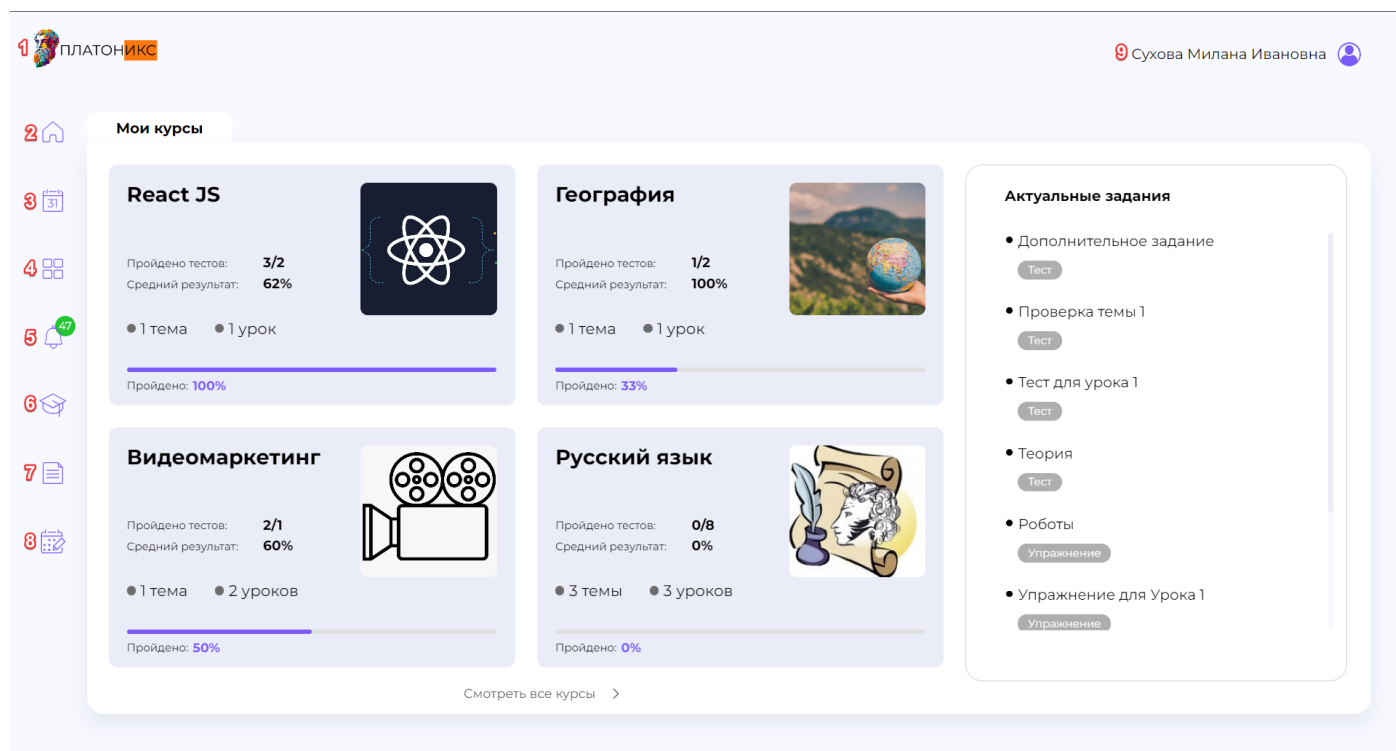 1 ПЛАТОНИКС
9 Сухова Милана Ивановна
2
3 31
4
5 47
6
7
8
Мои курсы
React JS
Пройдено тестов: 3/2
Средний результат: 62%
1 тема 1 урок
Пройдено: 100%
География
Пройдено тестов: 1/2
Средний результат: 100%
1 тема 1 урок
Пройдено: 33%
Видеомаркетинг
Пройдено тестов: 2/1
Средний результат: 60%
1 тема 2 уроков
Пройдено: 50%
Русский язык
Пройдено тестов: 0/8
Средний результат: 0%
3 темы 3 уроков
Пройдено: 0%
Смотреть все курсы
Актуальные задания
Дополнительное задание
Тест
Проверка темы 1
Тест
Тест для урока 1
Тест
Теория
Тест
Роботы
Упражнение
Упражнение для Урока 1
Упражнение